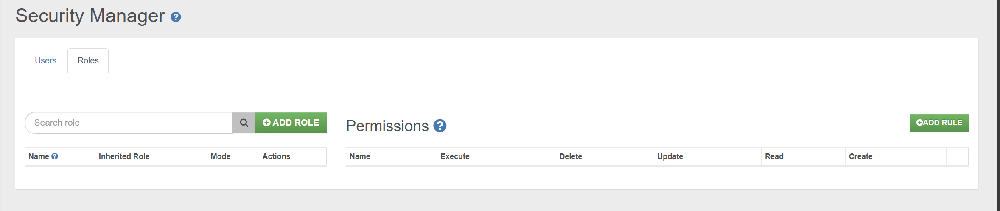 Security Manager
Users Roles
Search role ADD ROLE
Permissions ADD RULE
Name Inherited Role Mode Actions
Name Execute Delete Update Read Create